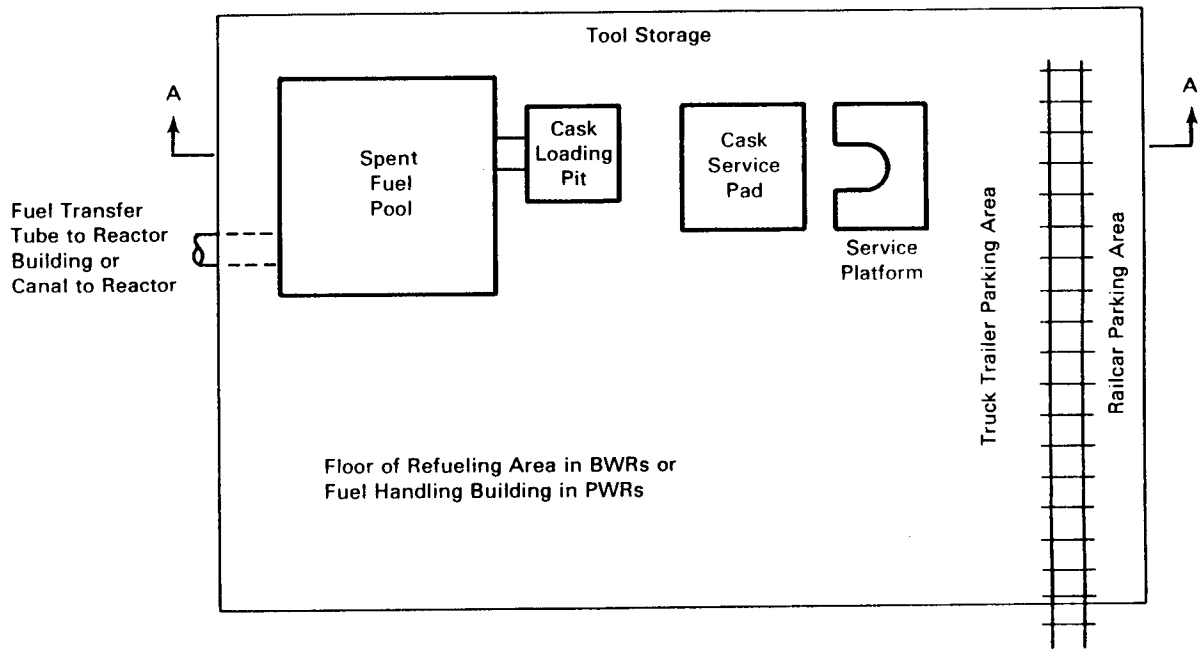 Tool Storage
A
A
Spent
Fuel
Pool
Cask
Loading
Pit
Cask
Service
Pad
Service
Platform
Fuel Transfer
Tube to Reactor
Building or
Canal to Reactor
Truck Trailer Parking Area
Railcar Parking Area
Floor of Refueling Area in BWRs or
Fuel Handling Building in PWRs